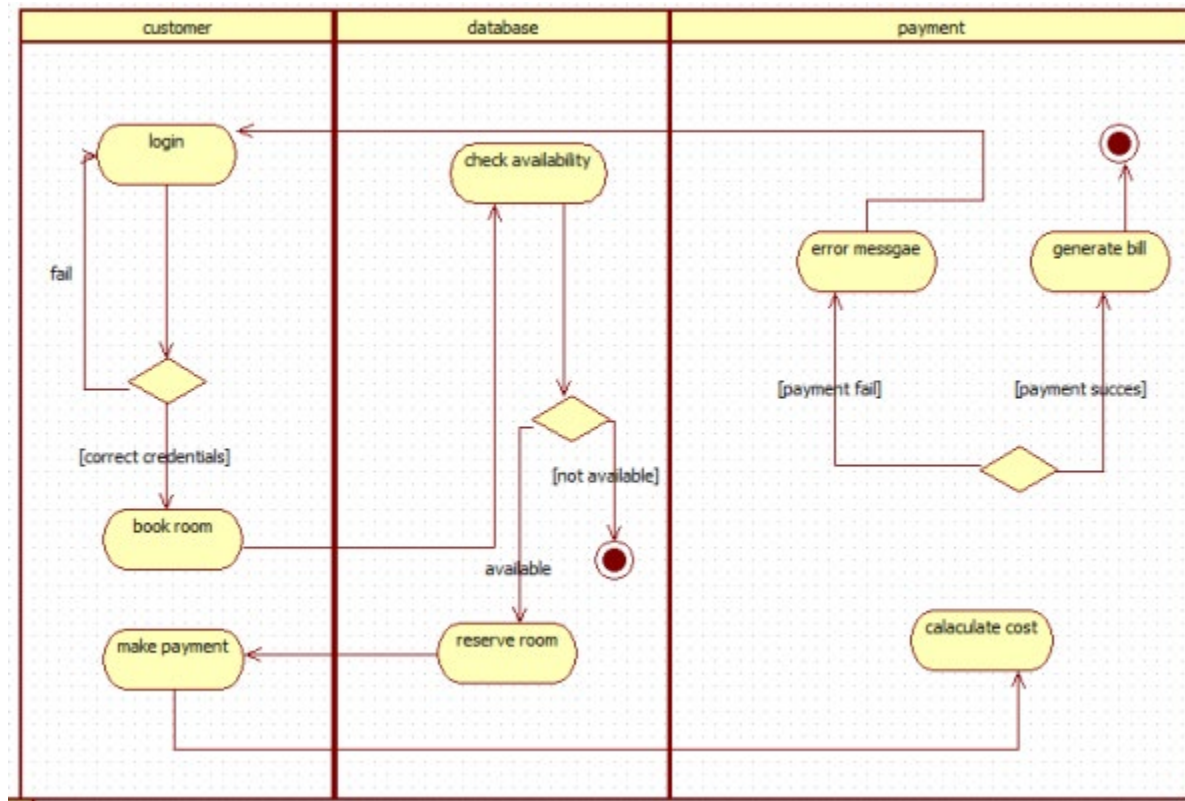 customer
database
payment
login
check availability
error messgae
generate bill
fail
[payment fail]
[payment succes]
[correct credentials]
[not available]
book room
available
make payment
reserve room
calaculate cost